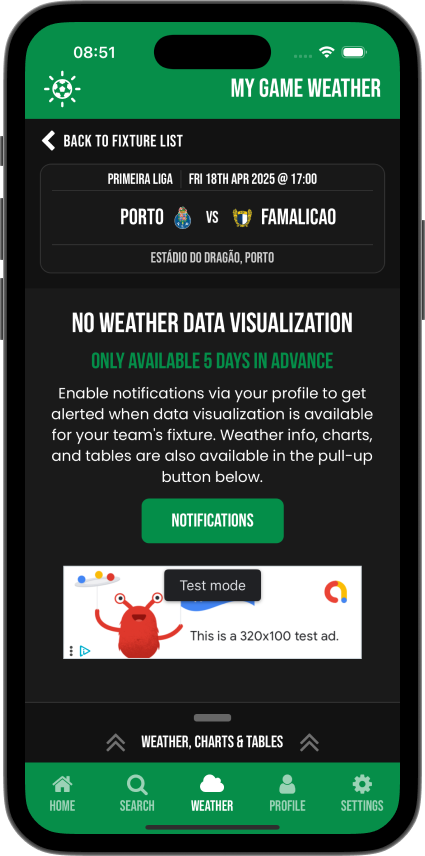 08:51
MY GAME WEATHER
BACK TO FIXTURE LIST
PRIMEIRA LIGA FRI 18TH APR 2025 @ 17:00
PORTO VS FAMALICAO
ESTÁDIO DO DRAGÃO, PORTO
NO WEATHER DATA VISUALIZATION
ONLY AVAILABLE 5 DAYS IN ADVANCE
Enable notifications via your profile to get
alerted when data visualization is available
for your team's fixture. Weather info, charts,
and tables are also available in the pull-up
button below.
NOTIFICATIONS
Test mode
This is a 320x100 test ad.
WEATHER, CHARTS & TABLES
HOME SEARCH WEATHER PROFILE SETTINGS